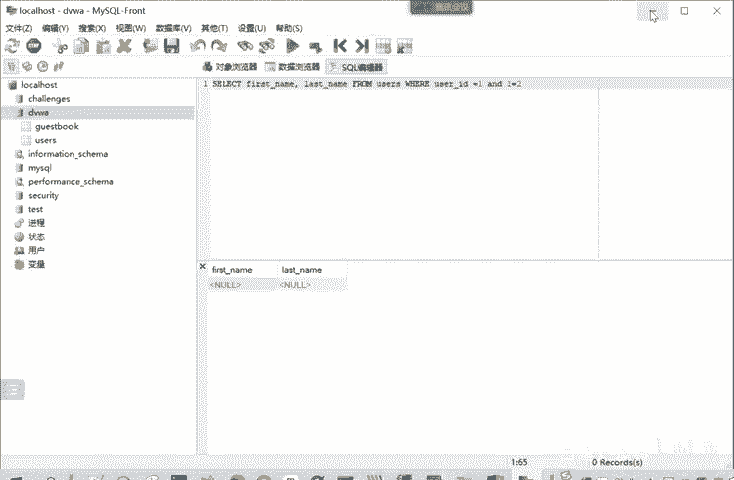 localhost - dvwa - MySQL-Front
文件(Z) 编辑(Y) 搜索(X) 视图(W) 数据库(V) 其他(T) 设置(U) 帮助(S)
对象浏览器 数据浏览器 SQL编辑器
localhost
challenges
dvwa
guestbook
users
information_schema
mysql
performance_schema
security
test
进程
状态
用户
变量
1 SELECT first_name, last_name FROM users WHERE user_id =1 and 1=2
first_name last_name
<NULL> <NULL>
1:65 0 Records(s)